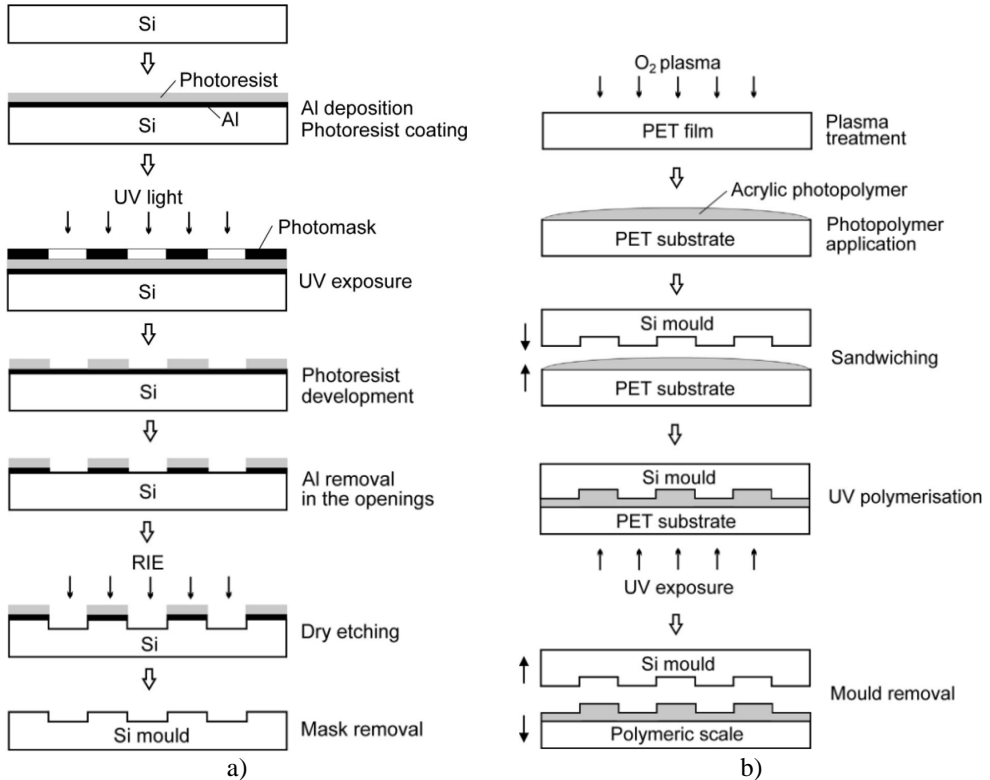 Si
Photoresist
Al
Si
Al deposition
Photoresist coating
UV light
Photomask
UV exposure
Si
Photoresist
development
Si
Al removal
in the openings
Si
RIE
Dry etching
Si
Mask removal
Si mould
a)
O₂ plasma
PET film
Plasma
treatment
Acrylic photopolymer
PET substrate
Photopolymer
application
Si mould
Sandwiching
PET substrate
Si mould
UV polymerisation
PET substrate
UV exposure
Si mould
Mould removal
Polymeric scale
b)